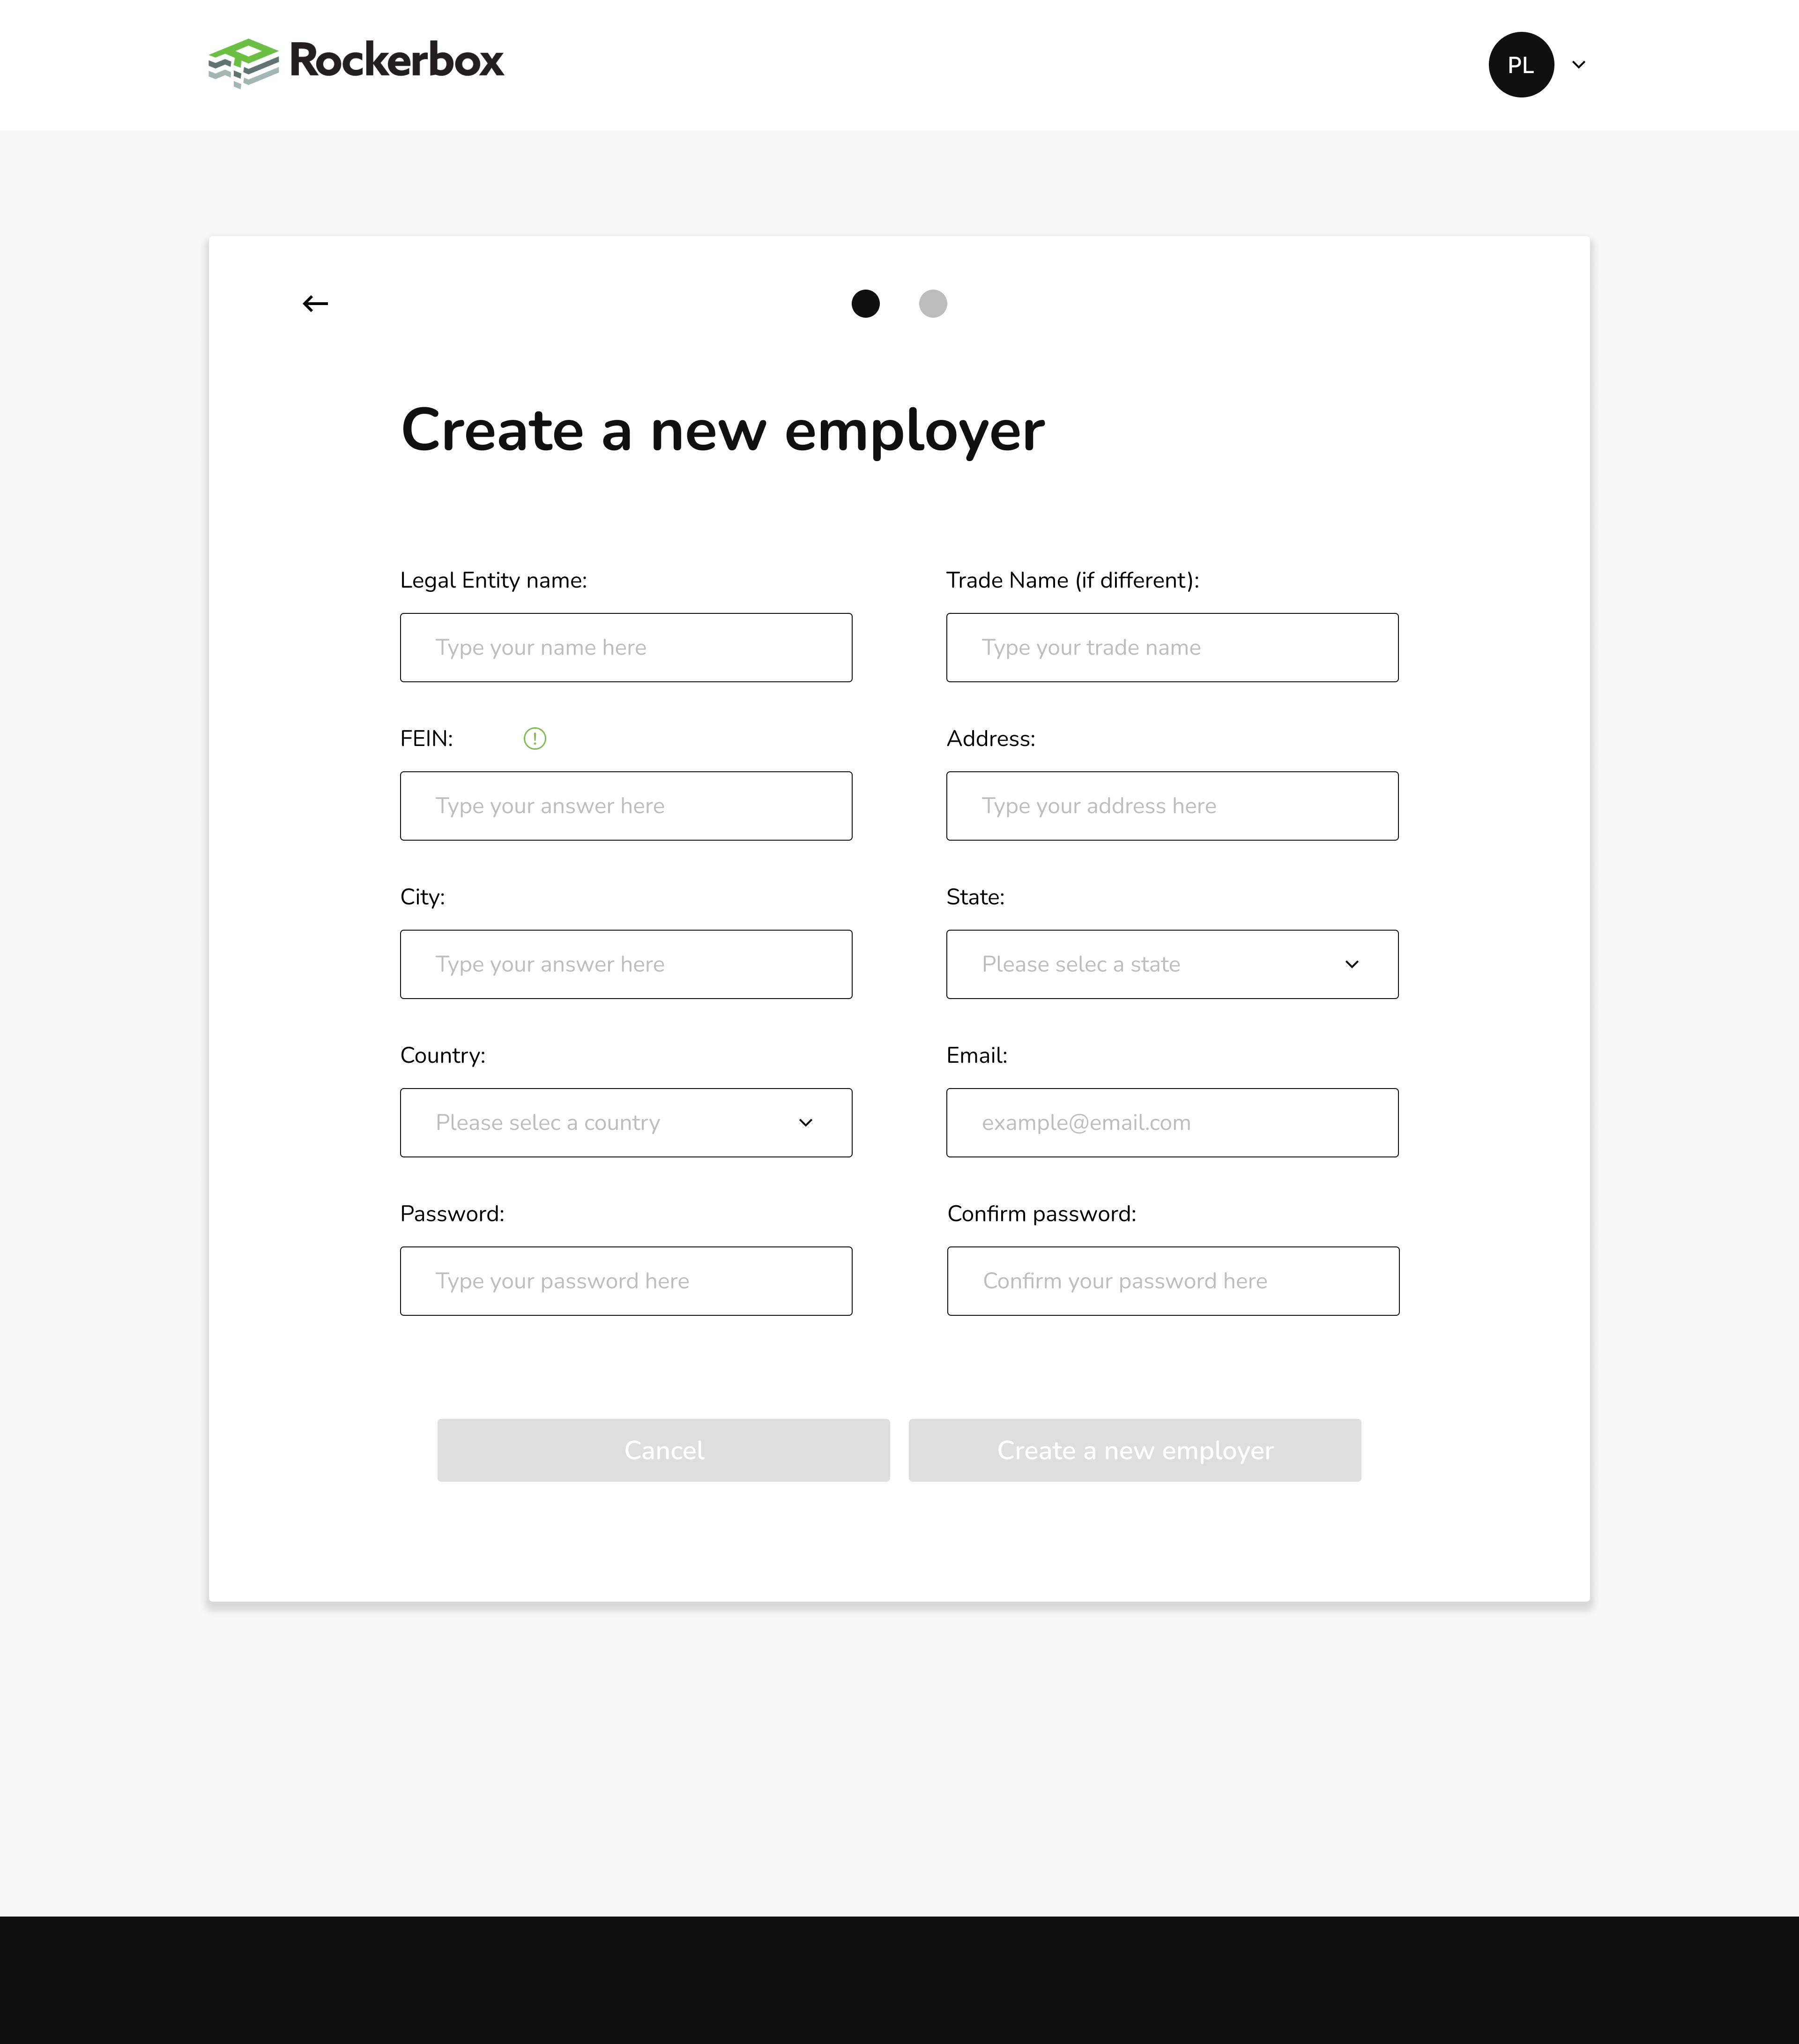 Rockerbox
PL
Create a new employer
Legal Entity name:
Trade Name (if different):
Type your name here
Type your trade name
FEIN:
!
Address:
Type your answer here
Type your address here
City:
State:
Type your answer here
Please selec a state
Country:
Email:
Please selec a country
example@email.com
Password:
Confirm password:
Type your password here
Confirm your password here
Cancel
Create a new employer